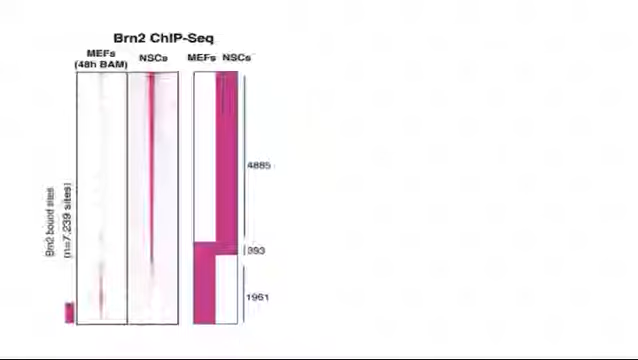 Brn2 ChIP-Seq
MEFs
(48h BAM)
NSCs
MEFs NSCs
4885
393
1961
Brn2 bound sites
(n=7,239 sites)